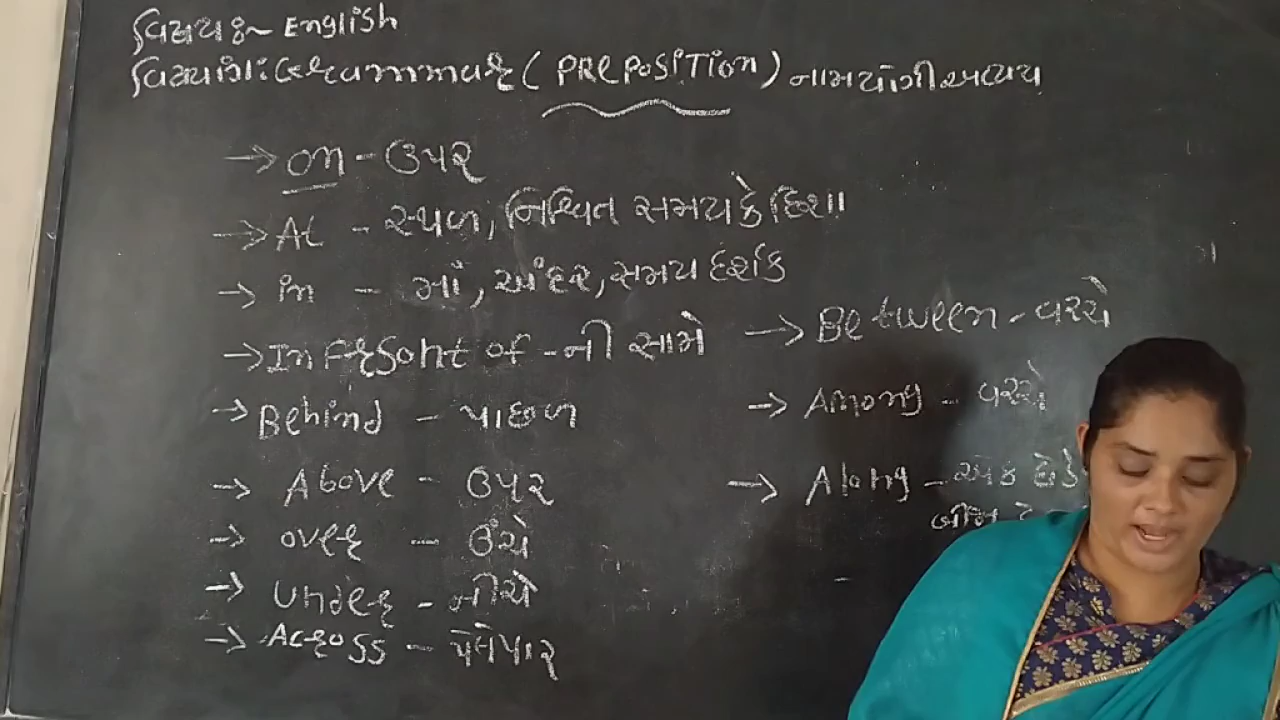 વિષય :- English
વિષયાંગ : Grammar ( PREPOSITION ) નામયોગી અવ્યય
→ on - ઉપર
→ At - સ્થળ, નિશ્ચિત સમય કે દિશા
→ in - માં, અંદર, સમય દર્શક
→ In Front of - ની સામે
→ Behind - પાછળ
→ Above - ઉપર
→ over - ઉંચે
→ Under - નીચે
→ Across - પેલેપાર
→ Between - વચ્ચે
→ Among - વચ્ચે
→ Along - એક છેડે
બીજા